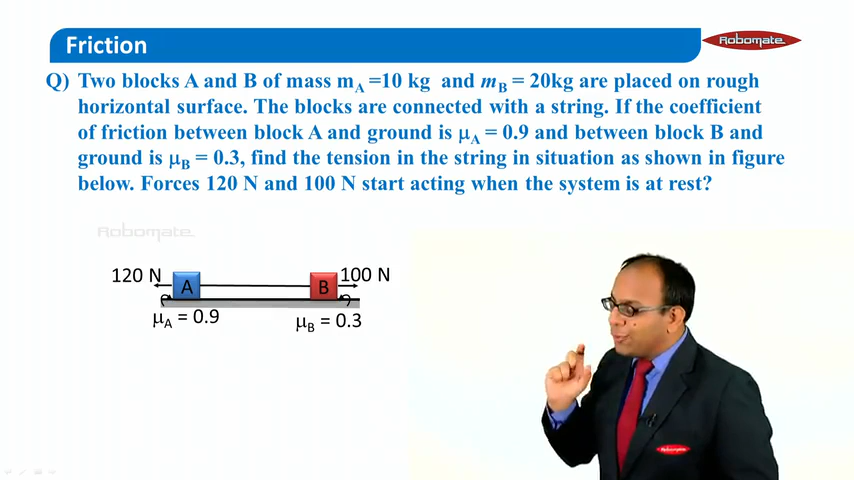 Friction
Robomate
Q) Two blocks A and B of mass mA =10 kg and mB = 20kg are placed on rough
horizontal surface. The blocks are connected with a string. If the coefficient
of friction between block A and ground is μA = 0.9 and between block B and
ground is μB = 0.3, find the tension in the string in situation as shown in figure
below. Forces 120 N and 100 N start acting when the system is at rest?
Robomate
120 N A B 100 N
μA = 0.9 μB = 0.3